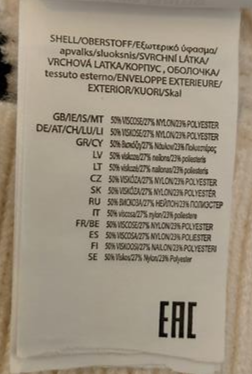 SHELL/OBERSTOFF/Εξωτερικό ύφασμα/
apvalks/sluoksnis/SVRCHNÍ LÁTKA/
VRCHOVÁ LATKA/КОРПУС , ОБОЛОЧКА/
tessuto esterno/ENVELOPPE EXTERIEURE/
EXTERIOR/KUORI/Skal
GB/IE/IS/MT 50% VISCOSE/27% NYLON/23% POLYESTER
DE/AT/CH/LU/LI 50% VISKOSE/27% NYLON/23% POLYESTER
GR/CY 50% Βισκόζη/27% Νάυλον/23% Πολυεστέρας
LV 50% viskoze/27% nailons/23% poliesteris
LT 50% viskozė/27% nailonas/23% poliesteris
CZ 50% VISKÓZA/27% NYLON/23% POLYESTER
SK 50% VISKÓZA/27% NYLON/23% POLYESTER
RU 50% ВИСКОЗА/27% НЕЙЛОН/23% ПОЛИЭСТЕР
IT 50% viscosa/27% nylon/23% poliestere
FR/BE 50% VISCOSE/27% NYLON/23% POLYESTER
ES 50% VISCOSA/27% NYLON/23% POLIESTER
FI 50% VISKOOSI/27% NAILON/23% POLYESTERI
SE 50% Viskos/27% Nylon/23% Polyester
EAC